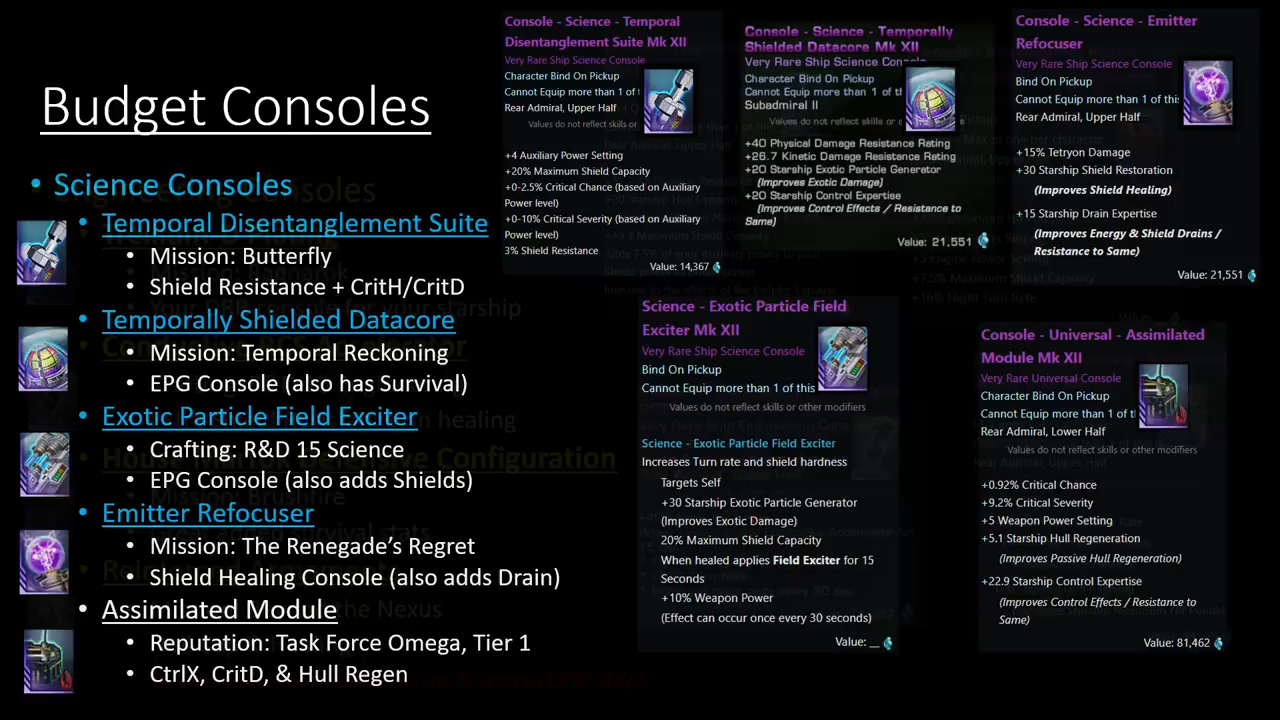 Budget Consoles
• Science Consoles
• Temporal Disentanglement Suite
• Mission: Butterfly
• Shield Resistance + CritH/CritD
• Temporally Shielded Datacore
• Mission: Temporal Reckoning
• EPG Console (also has Survival)
• Exotic Particle Field Exciter
• Crafting: R&D 15 Science
• EPG Console (also adds Shields)
• Emitter Refocuser
• Mission: The Renegade’s Regret
• Shield Healing Console (also adds Drain)
• Assimilated Module
• Reputation: Task Force Omega, Tier 1
• CtrlX, CritD, & Hull Regen
Console - Science - Temporal
Disentanglement Suite Mk XII
Very Rare Ship Science Console
Character Bind On Pickup
Cannot Equip more than 1 of t
Rear Admiral, Upper Half
Values do not reflect skills or
+4 Auxiliary Power Setting
+20% Maximum Shield Capacity
+0-2.5% Critical Chance (based on Auxiliary
Power level)
+0-10% Critical Severity (based on Auxiliary
Power level)
3% Shield Resistance
Value: 14,367
Console - Science - Temporally
Shielded Datacore Mk XII
Very Rare Ship Science Console
Character Bind On Pickup
Cannot Equip more than 1 of th
Subadmiral II
Values do not reflect skills or other modifiers
+40 Physical Damage Resistance Rating
+26.7 Kinetic Damage Resistance Rating
+20 Starship Exotic Particle Generator
(Improves Exotic Damage)
+20 Starship Control Expertise
(Improves Control Effects / Resistance to
Same)
Value: 21,551
Console - Science - Emitter
Refocuser
Very Rare Ship Science Console
Bind On Pickup
Cannot Equip more than 1 of this
Rear Admiral, Upper Half
+15% Tetryon Damage
+30 Starship Shield Restoration
(Improves Shield Healing)
+15 Starship Drain Expertise
(Improves Energy & Shield Drains /
Resistance to Same)
Value: 21,551
Science - Exotic Particle Field
Exciter Mk XII
Very Rare Ship Science Console
Bind On Pickup
Cannot Equip more than 1 of this
Values do not reflect skills or other modifiers
Science - Exotic Particle Field Exciter
Increases Turn rate and shield hardness
Targets Self
+30 Starship Exotic Particle Generator
(Improves Exotic Damage)
20% Maximum Shield Capacity
When healed applies Field Exciter for 15
Seconds
+10% Weapon Power
(Effect can occur once every 30 seconds)
Value: __
Console - Universal - Assimilated
Module Mk XII
Very Rare Universal Console
Character Bind On Pickup
Cannot Equip more than 1 of tl
Rear Admiral, Lower Half
Values do not reflect skills or other modifiers
+0.92% Critical Chance
+9.2% Critical Severity
+5 Weapon Power Setting
+5.1 Starship Hull Regeneration
(Improves Passive Hull Regeneration)
+22.9 Starship Control Expertise
(Improves Control Effects / Resistance to
Same)
Value: 81,462